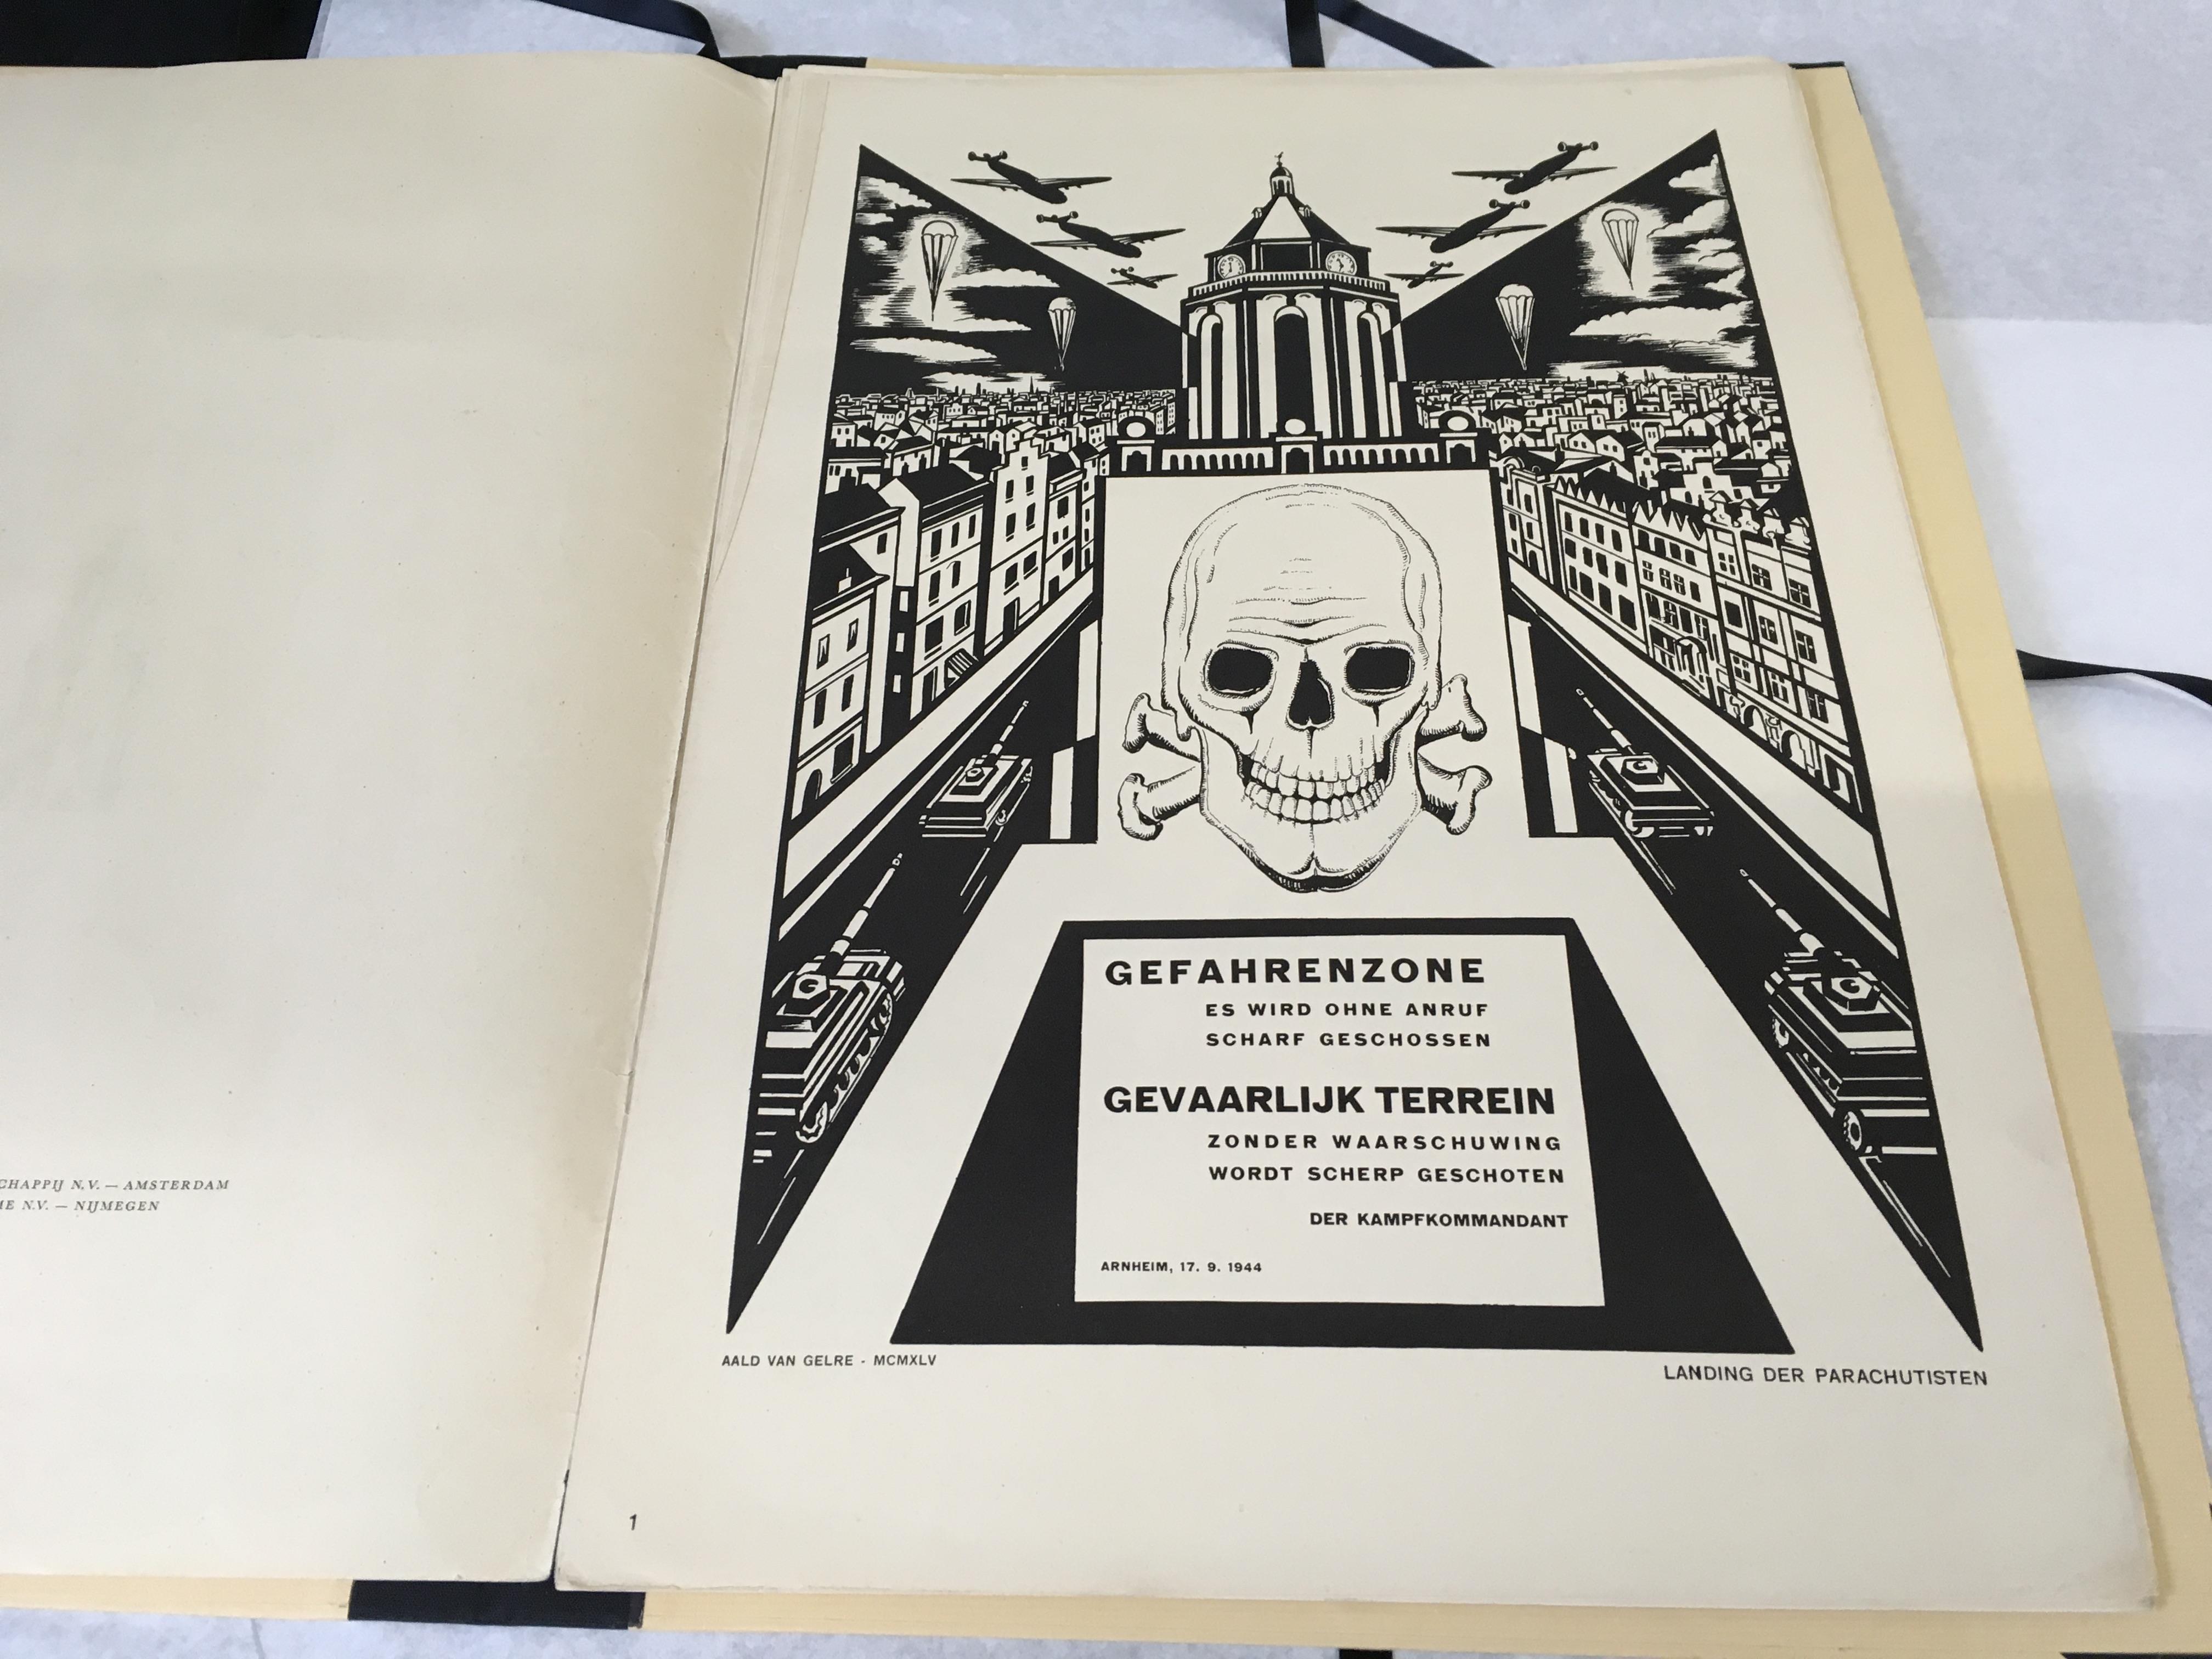 N.V. — AMSTERDAM
N.V. — NIJMEGEN
GEFAHRENZONE
ES WIRD OHNE ANRUF
SCHARF GESCHOSSEN
GEVAARLIJK TERREIN
ZONDER WAARSCHUWING
WORDT SCHERP GESCHOTEN
DER KAMPFKOMMANDANT
ARNHEIM, 17. 9. 1944
AALD VAN GELRE - MCMXLV
LANDING DER PARACHUTISTEN
1